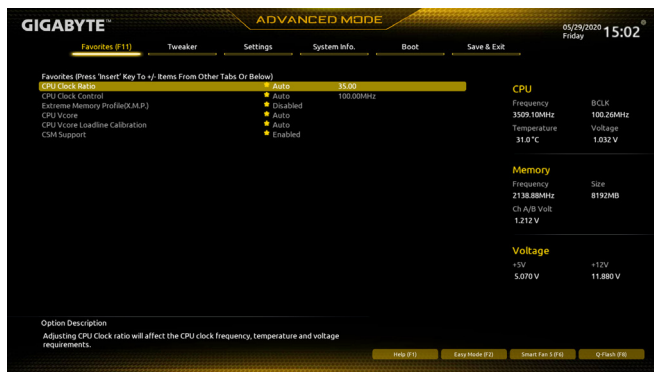 GIGABYTE™
ADVANCED MODE
05/29/2020
Friday
15:02
Favorites (F11) Tweaker Settings System Info. Boot Save & Exit
Favorites (Press 'Insert' Key To +/- Items From Other Tabs Or Below)
CPU Clock Ratio Auto 35.00
CPU Clock Control Auto 100.00MHz
Extreme Memory Profile(X.M.P.) Disabled
CPU Vcore Auto
CPU Vcore Loadline Calibration Auto
CSM Support Enabled
CPU
Frequency BCLK
3509.10MHz 100.26MHz
Temperature Voltage
31.0 °C 1.032 V
Memory
Frequency Size
2138.88MHz 8192MB
Ch A/B Volt
1.212 V
Voltage
+5V +12V
5.070 V 11.880 V
Option Description
Adjusting CPU Clock ratio will affect the CPU clock frequency, temperature and voltage
requirements.
Help (F1) Easy Mode (F2) Smart Fan 5 (F6) Q-Flash (F8)